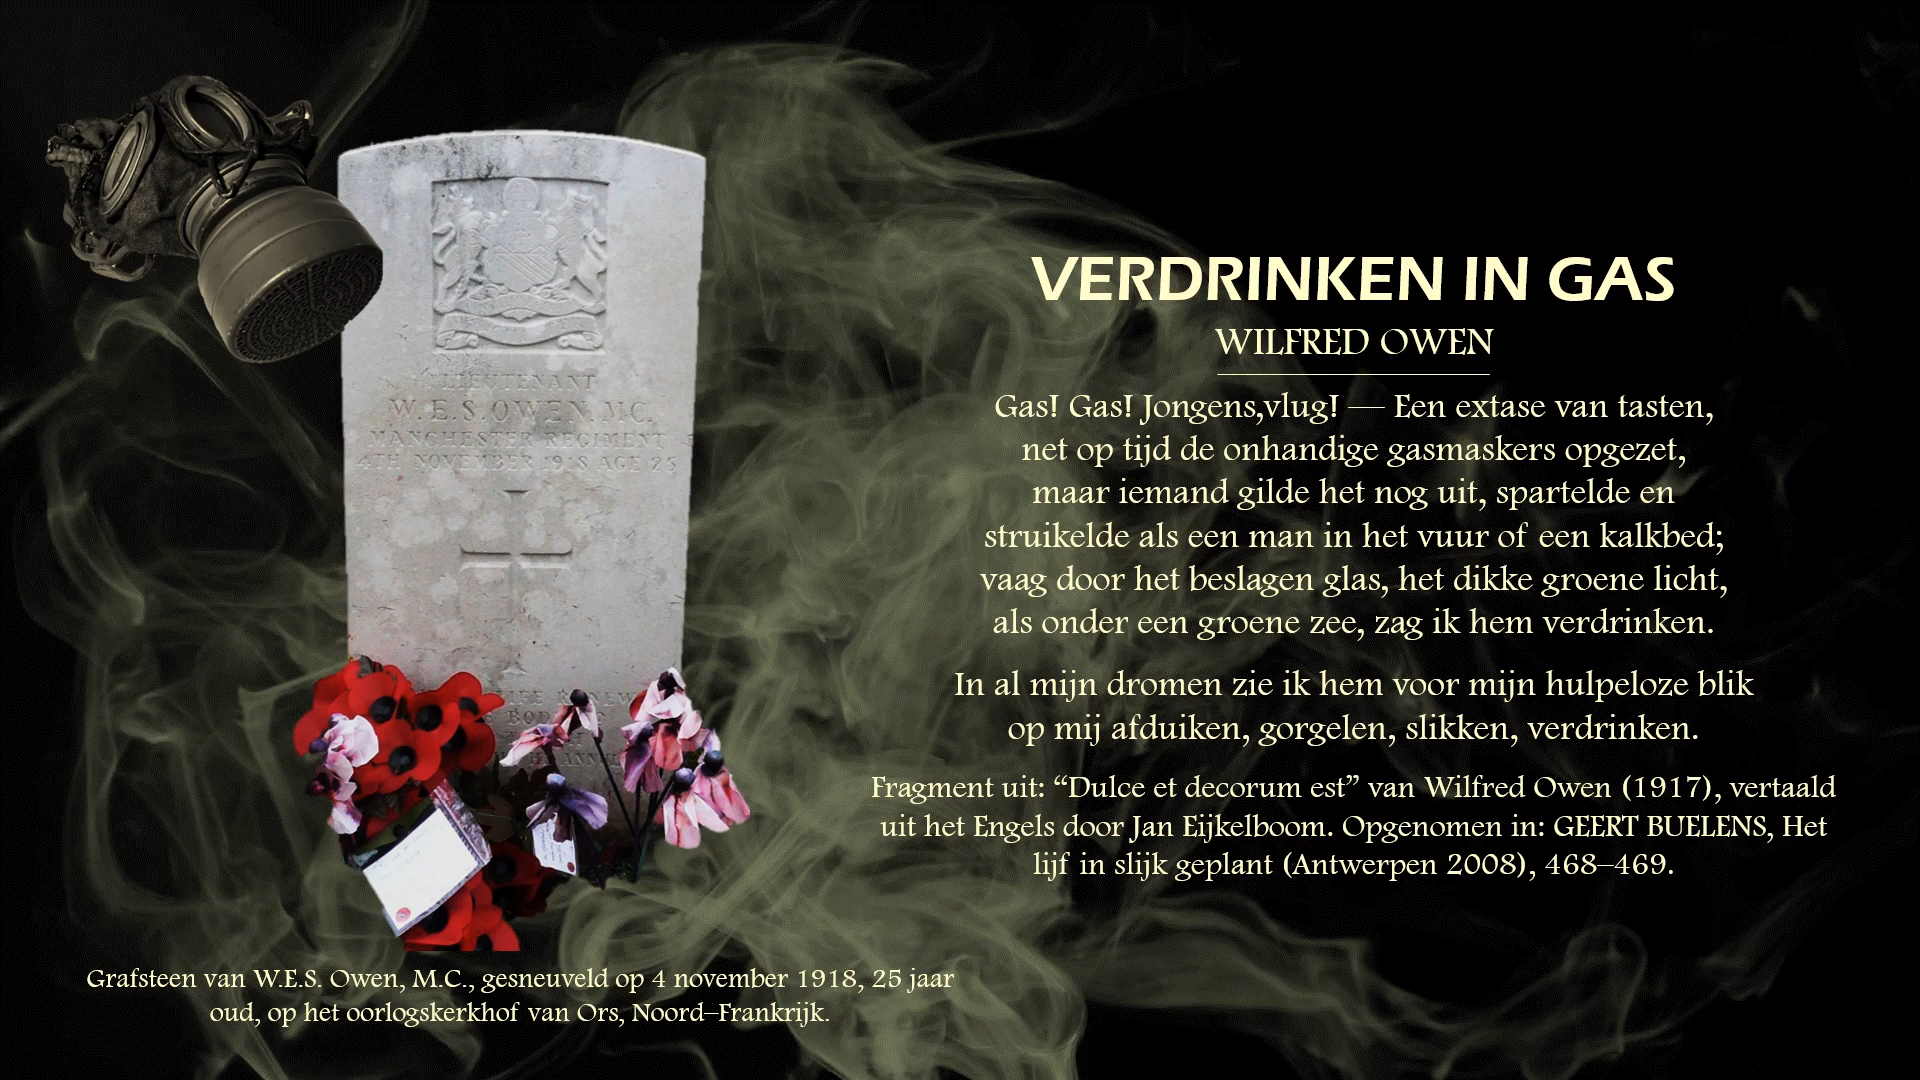 LIEUTENANT
W.E.S.OWEN. M.C.
MANCHESTER REGIMENT
4TH NOVEMBER 1918 AGE 25
VERDRINKEN IN GAS
WILFRED OWEN
Gas! Gas! Jongens,vlug! — Een extase van tasten,
net op tijd de onhandige gasmaskers opgezet,
maar iemand gilde het nog uit, spartelde en
struikelde als een man in het vuur of een kalkbed;
vaag door het beslagen glas, het dikke groene licht,
als onder een groene zee, zag ik hem verdrinken.
In al mijn dromen zie ik hem voor mijn hulpeloze blik
op mij afduiken, gorgelen, slikken, verdrinken.
Fragment uit: “Dulce et decorum est” van Wilfred Owen (1917), vertaald
uit het Engels door Jan Eijkelboom. Opgenomen in: GEERT BUELENS, Het
lijf in slijk geplant (Antwerpen 2008), 468–469.
Grafsteen van W.E.S. Owen, M.C., gesneuveld op 4 november 1918, 25 jaar
oud, op het oorlogskerkhof van Ors, Noord–Frankrijk.